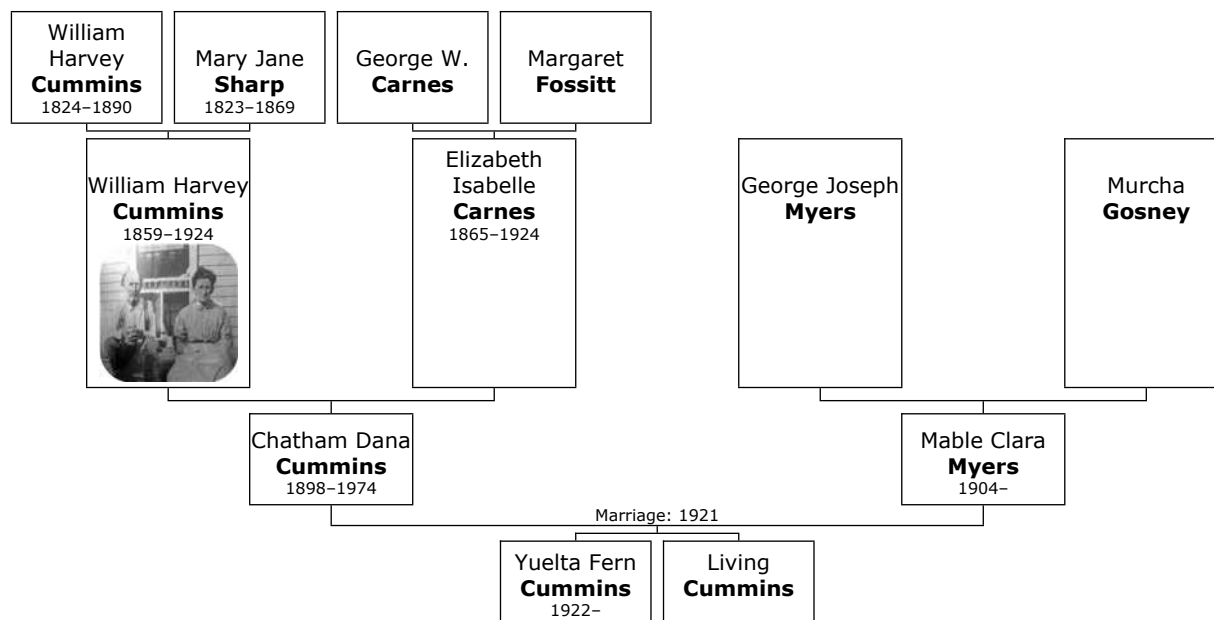 William
Harvey
Cummins
1824–1890
Mary Jane
Sharp
1823–1869
George W.
Carnes
Margaret
Fossitt
William Harvey
Cummins
1859–1924
Elizabeth
Isabelle
Carnes
1865–1924
George Joseph
Myers
Murcha
Gosney
Chatham Dana
Cummins
1898–1974
Mable Clara
Myers
1904–
Marriage: 1921
Yuelta Fern
Cummins
1922–
Living
Cummins